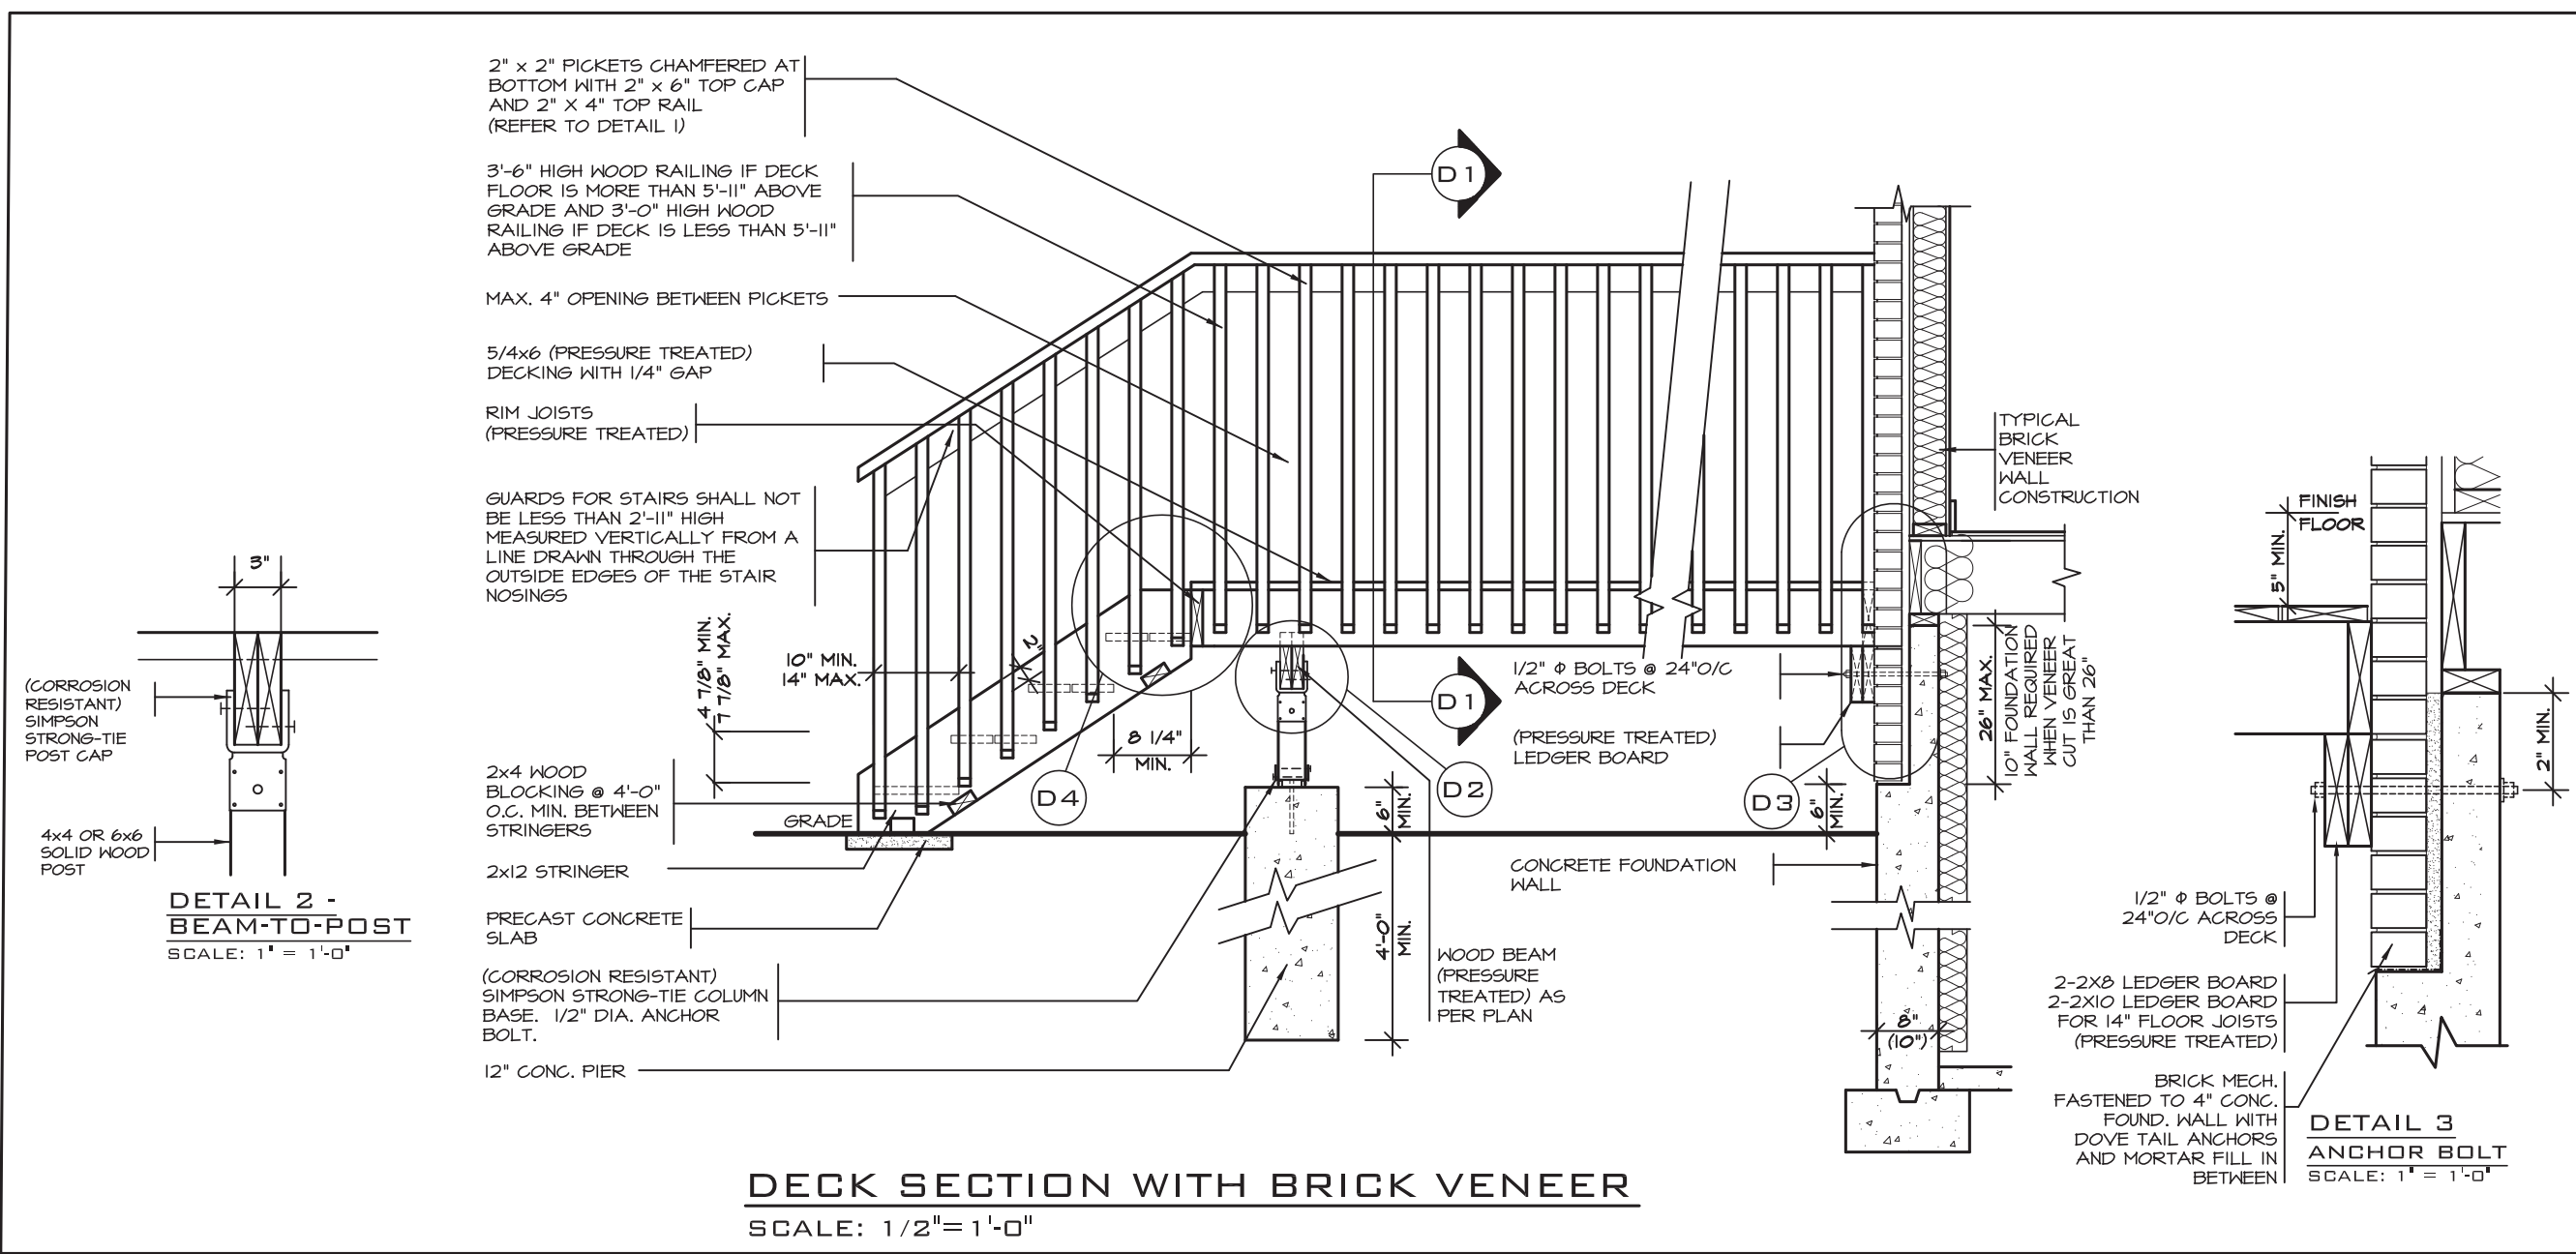 2" x 2" PICKETS CHAMFERED AT
BOTTOM WITH 2" x 6" TOP CAP
AND 2" X 4" TOP RAIL
(REFER TO DETAIL 1)
3'-6" HIGH WOOD RAILING IF DECK
FLOOR IS MORE THAN 5'-11" ABOVE
GRADE AND 3'-0" HIGH WOOD
RAILING IF DECK IS LESS THAN 5'-11"
ABOVE GRADE
MAX. 4" OPENING BETWEEN PICKETS
5/4x6 (PRESSURE TREATED)
DECKING WITH 1/4" GAP
RIM JOISTS
(PRESSURE TREATED)
GUARDS FOR STAIRS SHALL NOT
BE LESS THAN 2'-11" HIGH
MEASURED VERTICALLY FROM A
LINE DRAWN THROUGH THE
OUTSIDE EDGES OF THE STAIR
NOSINGS
4 7/8" MIN.
7 7/8" MAX.
10" MIN.
14" MAX.
2"
8 1/4"
MIN.
2x4 WOOD
BLOCKING @ 4'-0"
O.C. MIN. BETWEEN
STRINGERS
GRADE
2x12 STRINGER
PRECAST CONCRETE
SLAB
(CORROSION RESISTANT)
SIMPSON STRONG-TIE COLUMN
BASE. 1/2" DIA. ANCHOR
BOLT.
12" CONC. PIER
3"
(CORROSION
RESISTANT)
SIMPSON
STRONG-TIE
POST CAP
4x4 OR 6x6
SOLID WOOD
POST
DETAIL 2 -
BEAM-TO-POST
SCALE: 1" = 1'-0"
D1
D1
D4
D2
D3
1/2" Φ BOLTS @ 24"O/C
ACROSS DECK
(PRESSURE TREATED)
LEDGER BOARD
6"
MIN.
4'-0"
MIN.
6"
MIN.
CONCRETE FOUNDATION
WALL
WOOD BEAM
(PRESSURE
TREATED) AS
PER PLAN
TYPICAL
BRICK
VENEER
WALL
CONSTRUCTION
26" MAX.
10" FOUNDATION
WALL REQUIRED
WHEN VENEER
CUT IS GREAT
THAN 26"
8"
(10")
FINISH
FLOOR
5" MIN.
2" MIN.
1/2" Φ BOLTS @
24"O/C ACROSS
DECK
2-2X8 LEDGER BOARD
2-2X10 LEDGER BOARD
FOR 14" FLOOR JOISTS
(PRESSURE TREATED)
BRICK MECH.
FASTENED TO 4" CONC.
FOUND. WALL WITH
DOVE TAIL ANCHORS
AND MORTAR FILL IN
BETWEEN
DETAIL 3
ANCHOR BOLT
SCALE: 1" = 1'-0"
DECK SECTION WITH BRICK VENEER
SCALE: 1/2"=1'-0"